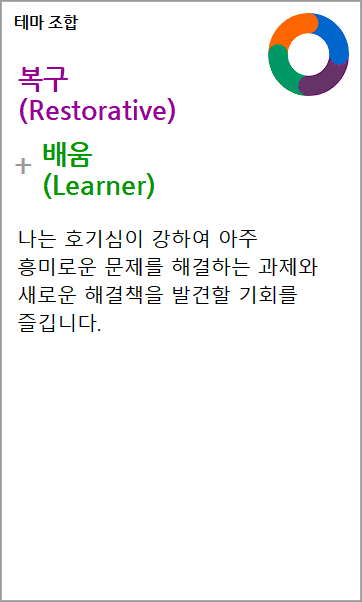 테마 조합
복구
(Restorative)
+ 배움
(Learner)
나는 호기심이 강하여 아주
흥미로운 문제를 해결하는 과제와
새로운 해결책을 발견할 기회를
즐깁니다.